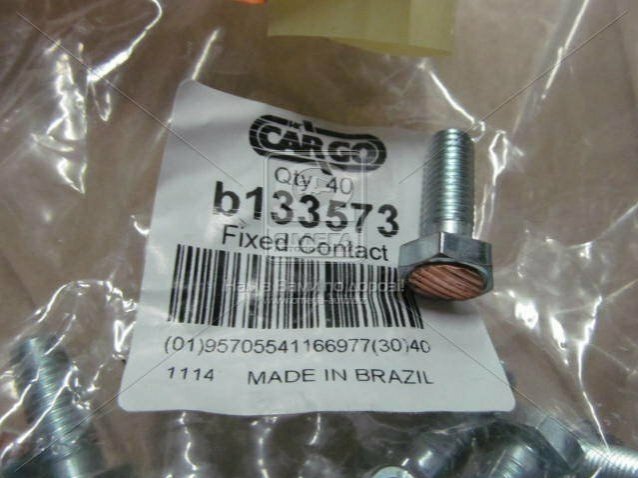 CARGO
Qty 40
b133573
Fixed Contact
(01)95705541166977(30)40
1114 MADE IN BRAZIL